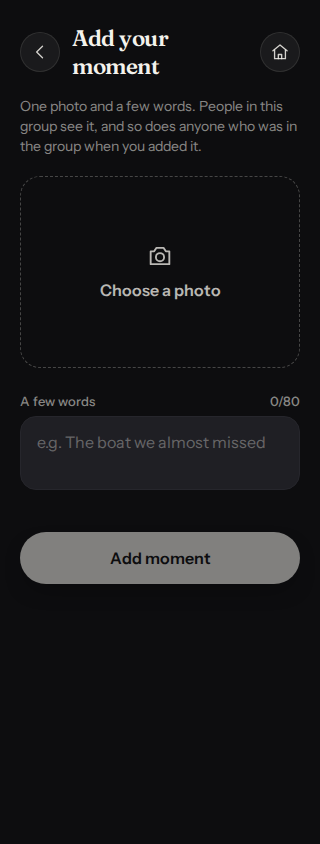 Add your
moment
One photo and a few words. People in this
group see it, and so does anyone who was in
the group when you added it.
Choose a photo
A few words 0/80
e.g. The boat we almost missed
Add moment